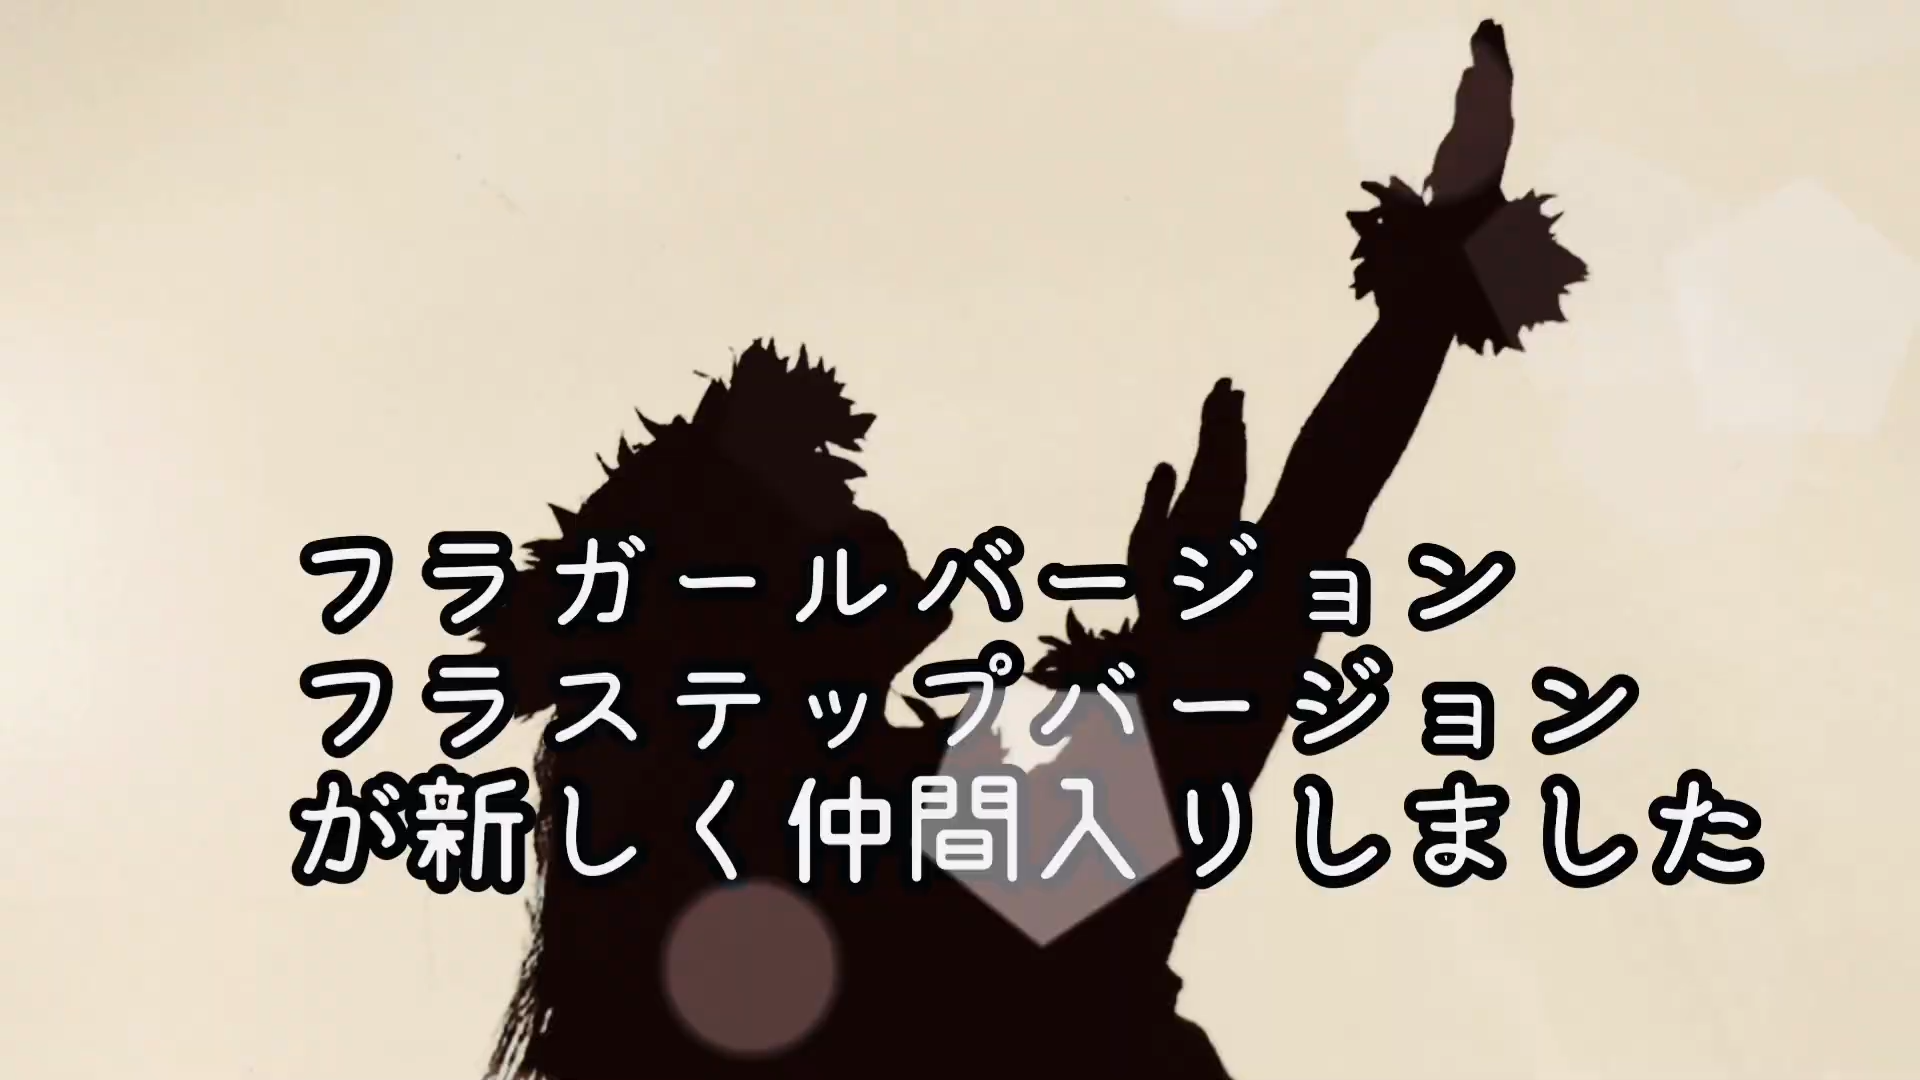 フラガールバージョン
フラステップバージョン
が新しく仲間入りしました